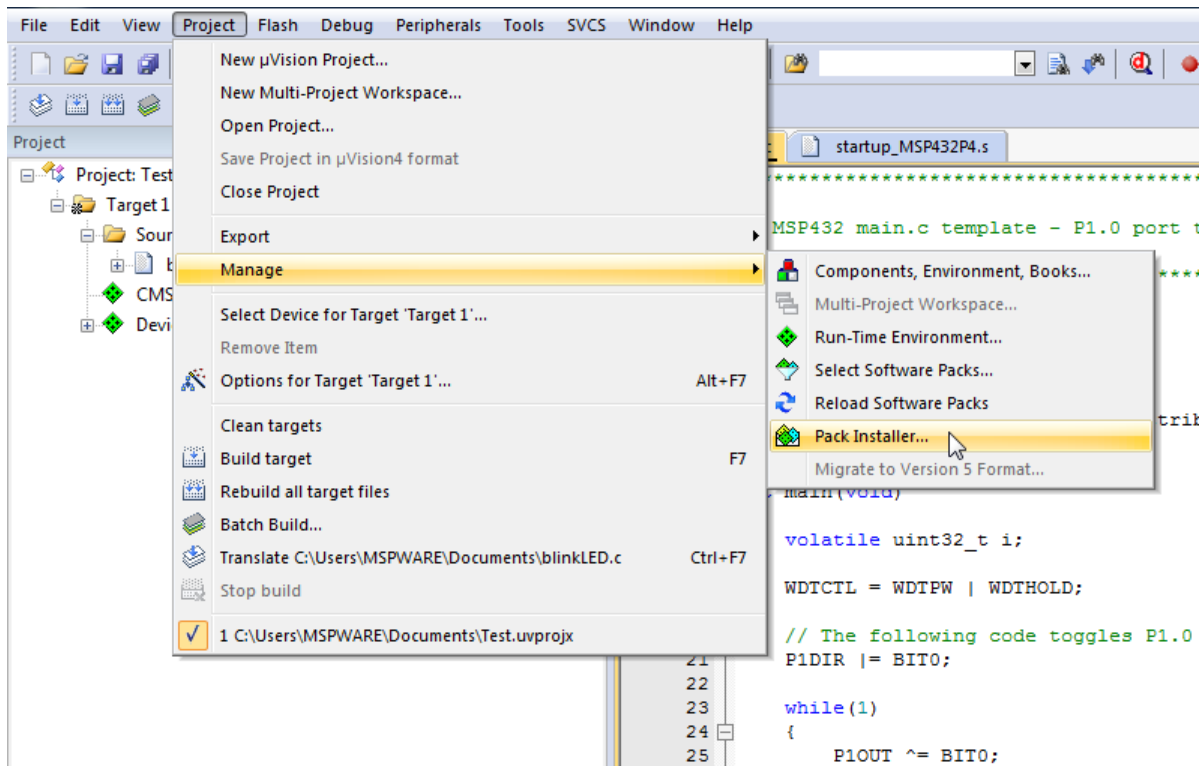 File Edit View Project Flash Debug Peripherals Tools SVCS Window Help
New µVision Project...
New Multi-Project Workspace...
Open Project...
Save Project in µVision4 format
Close Project
Export
Manage
Select Device for Target 'Target 1'...
Remove Item
Options for Target 'Target 1'... Alt+F7
Clean targets
Build target F7
Rebuild all target files
Batch Build...
Translate C:\Users\MSPWARE\Documents\blinkLED.c Ctrl+F7
Stop build
1 C:\Users\MSPWARE\Documents\Test.uvprojx
Components, Environment, Books...
Multi-Project Workspace...
Run-Time Environment...
Select Software Packs...
Reload Software Packs
Pack Installer...
Migrate to Version 5 Format...
Project
Project: Test
Target 1
Sour
CMS
Devi
startup_MSP432P4.s
*************************************
MSP432 main.c template - P1.0 port t
****
trib
main(void)
volatile uint32_t i;
WDTCTL = WDTPW | WDTHOLD;
// The following code toggles P1.0
21 P1DIR |= BIT0;
22
23 while(1)
24 {
25 P1OUT ^= BIT0;